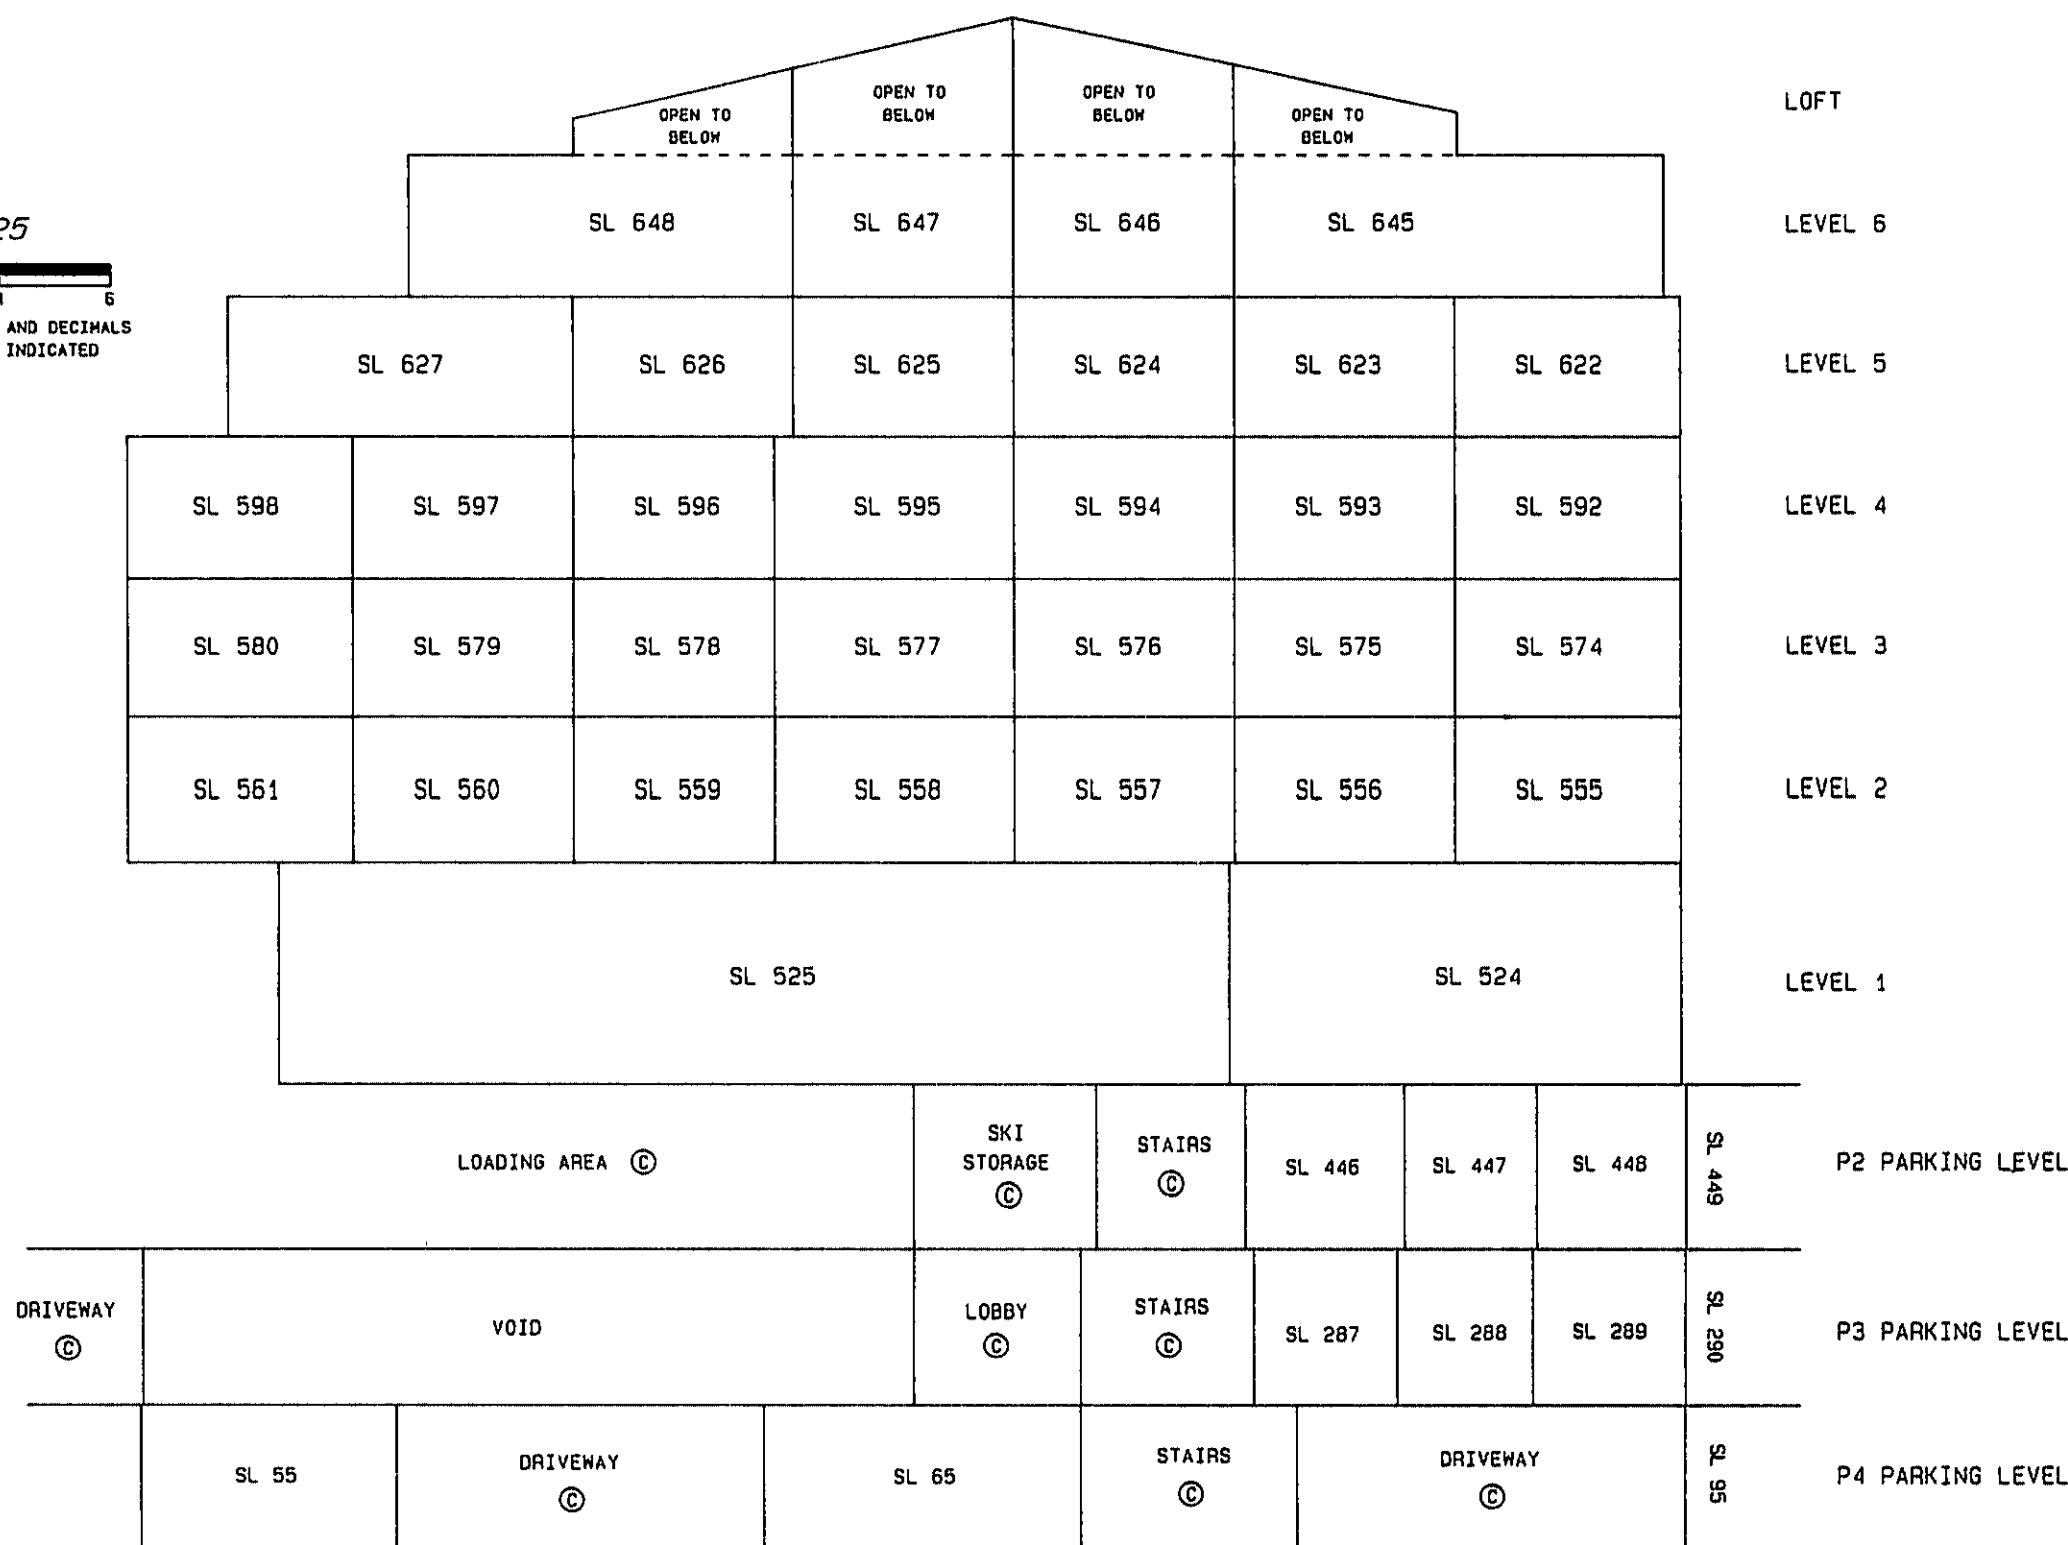 OPEN TO
BELOW
OPEN TO
BELOW
OPEN TO
BELOW
OPEN TO
BELOW
LOFT
SL 648
SL 647
SL 646
SL 645
LEVEL 6
25
6
AND DECIMALS
INDICATED
SL 627
SL 626
SL 625
SL 624
SL 623
SL 622
LEVEL 5
SL 598
SL 597
SL 596
SL 595
SL 594
SL 593
SL 592
LEVEL 4
SL 580
SL 579
SL 578
SL 577
SL 576
SL 575
SL 574
LEVEL 3
SL 561
SL 560
SL 559
SL 558
SL 557
SL 556
SL 555
LEVEL 2
SL 525
SL 524
LEVEL 1
LOADING AREA Ⓒ
SKI
STORAGE
Ⓒ
STAIRS
Ⓒ
SL 446
SL 447
SL 448
SL 449
P2 PARKING LEVEL
DRIVEWAY
Ⓒ
VOID
LOBBY
Ⓒ
STAIRS
Ⓒ
SL 287
SL 288
SL 289
SL 290
P3 PARKING LEVEL
SL 55
DRIVEWAY
Ⓒ
SL 65
STAIRS
Ⓒ
DRIVEWAY
Ⓒ
SL 95
P4 PARKING LEVEL